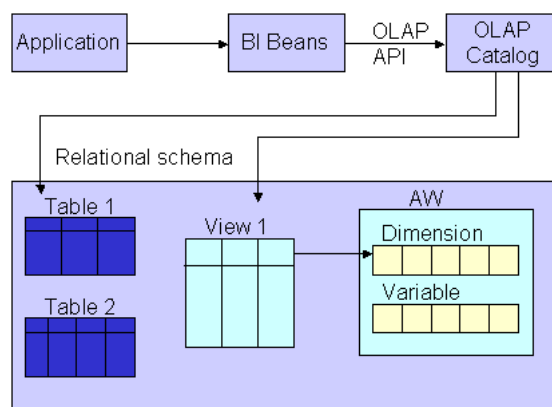 Application
BI Beans
OLAP
API
OLAP
Catalog
Relational schema
Table 1
Table 2
View 1
AW
Dimension
Variable